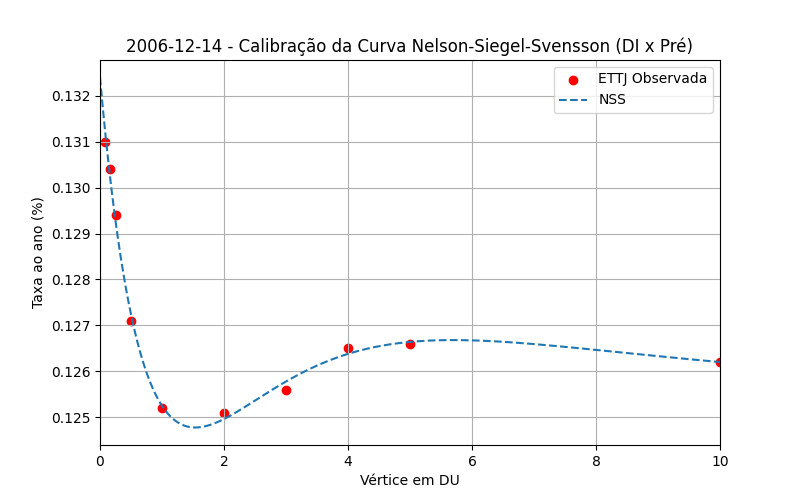 2006-12-14 - Calibração da Curva Nelson-Siegel-Svensson (DI x Pré)
ETTJ Observada
NSS
Taxa ao ano (%)
0.132
0.131
0.130
0.129
0.128
0.127
0.126
0.125
0 2 4 6 8 10
Vértice em DU